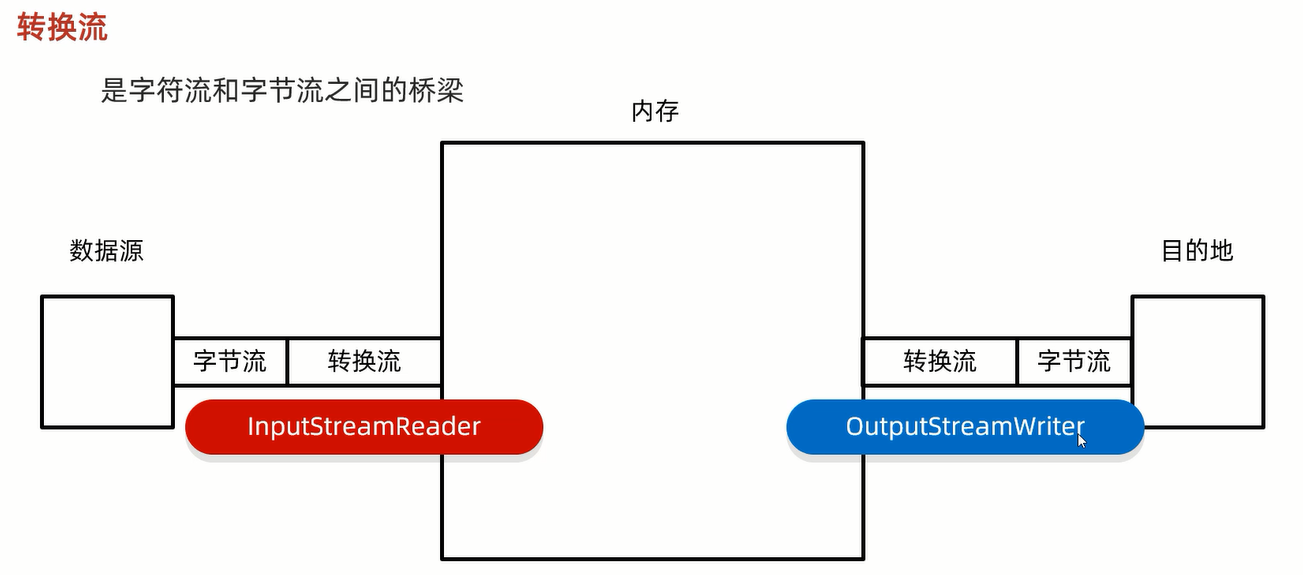 转换流
是字符流和字节流之间的桥梁
内存
数据源
目的地
字节流
转换流
转换流
字节流
InputStreamReader
OutputStreamWriter